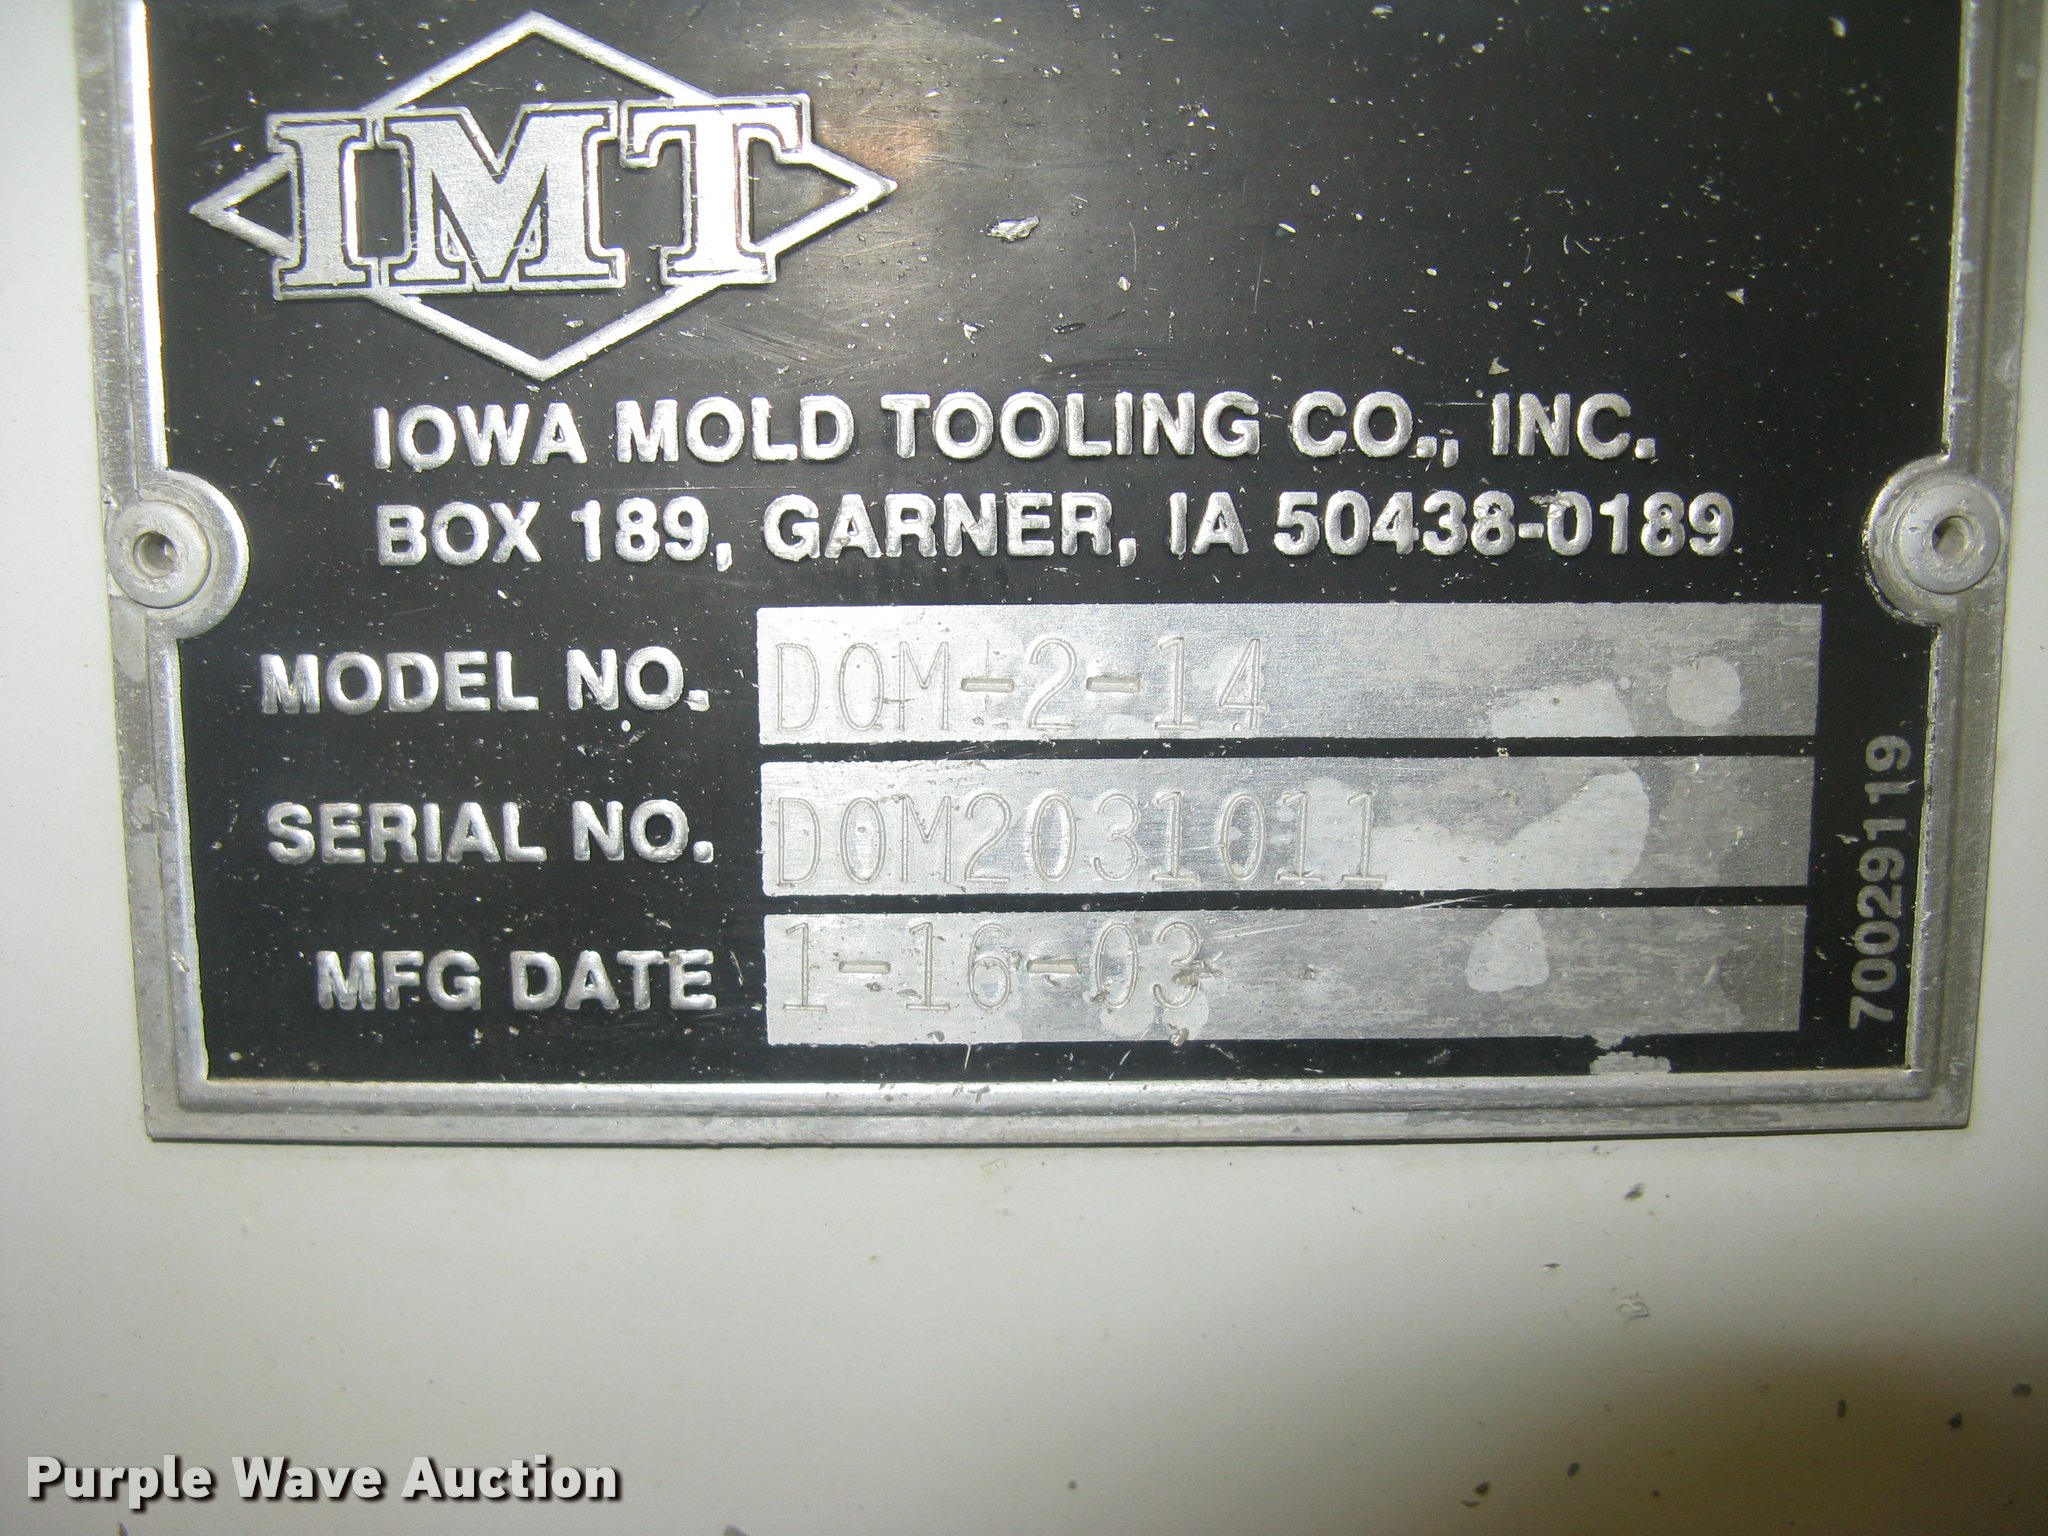 IMT
IOWA MOLD TOOLING CO., INC.
BOX 189, GARNER, IA 50438-0189
MODEL NO. DOM-2-14
SERIAL NO. DOM2031011
MFG DATE 1-16-03
70029119
Purple Wave Auction